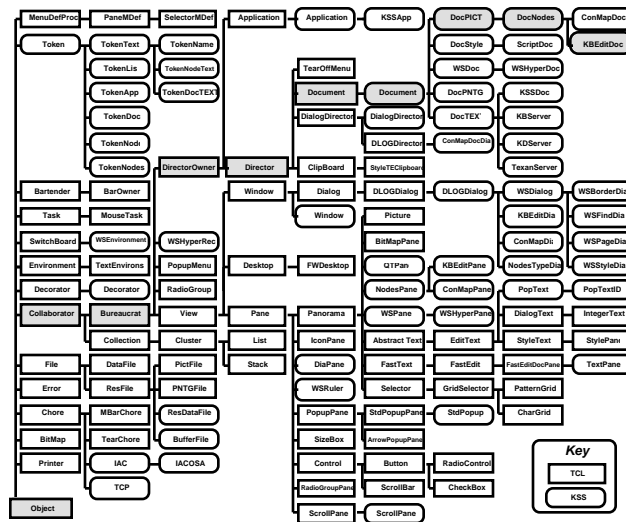 MenuDefProc PaneMDef SelectorMDef Application Application KSSApp DocPICT DocNodes ConMapDoc
Token TokenText TokenName DocStyle ScriptDoc KBEditDoc
TokenLis TokenNodeText TearOffMenu WSDoc WSHyperDoc
TokenApp TokenDocTEXT Document Document DocPNTG KSSDoc
TokenDoc DialogDirector DialogDirector DocTEX KBServer
TokenNod DLOGDirector ConMapDocDia KDServer
TokenNodes DirectorOwner Director ClipBoard StyleTEClipboard TexanServer
Bartender BarOwner Window Dialog DLOGDialog DLOGDialog WSDialog WSBorderDia
Task MouseTask Window Picture KBEditDia WSFindDia
SwitchBoard WSEnvironment WSHyperRec BitMapPane ConMapDi WSPageDia
Environment TextEnvirons PopupMenu Desktop FWDesktop QTPan KBEditPane NodesTypeDia WSStyleDia
Decorator Decorator RadioGroup NodesPane ConMapPane PopText PopTextID
Collaborator Bureaucrat View Pane Panorama WSPane WSHyperPane DialogText IntegerText
Collection Cluster List IconPane Abstract Text EditText StyleText StylePane
File DataFile PictFile Stack DiaPane FastText FastEdit FastEditDocPane TextPane
Error ResFile PNTGFile WSRuler Selector GridSelector PatternGrid
Chore MBarChore ResDataFile PopupPane StdPopupPane StdPopup CharGrid
BitMap TearChore BufferFile SizeBox ArrowPopupPane
Printer IAC IACOSA Control Button RadioControl
TCP RadioGroupPane ScrollBar CheckBox
Object ScrollPane ScrollPane
Key
TCL
KSS